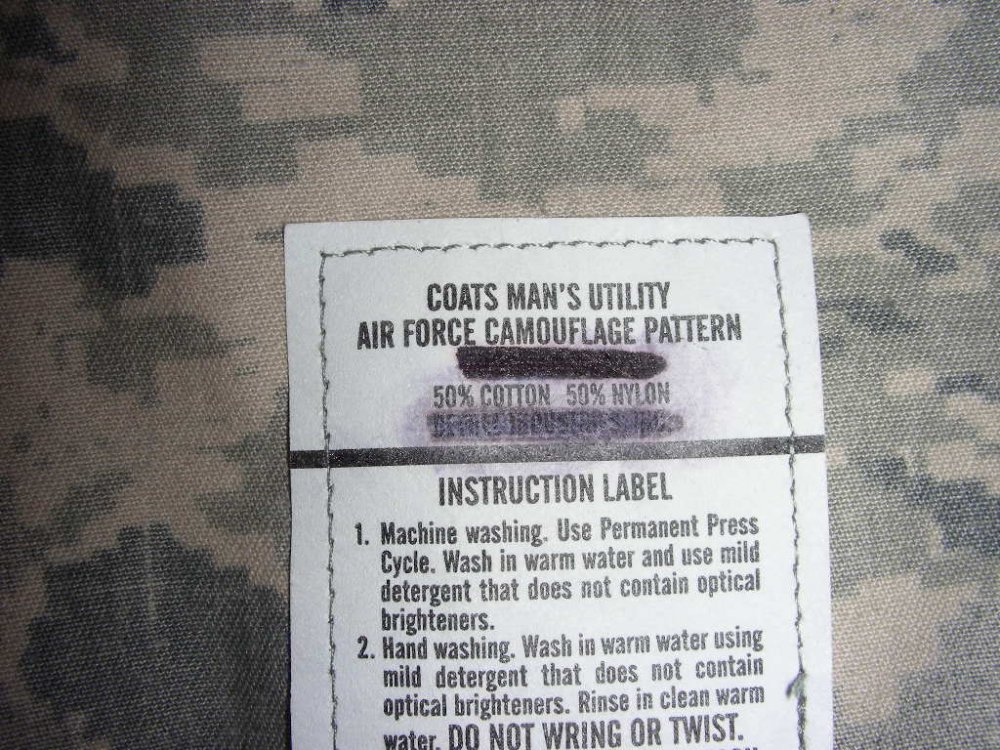 COATS MAN'S UTILITY
AIR FORCE CAMOUFLAGE PATTERN
50% COTTON 50% NYLON
INSTRUCTION LABEL
1. Machine washing. Use Permanent Press
Cycle. Wash in warm water and use mild
detergent that does not contain optical
brighteners.
2. Hand washing. Wash in warm water using
mild detergent that does not contain
optical brighteners. Rinse in clean warm
water. DO NOT WRING OR TWIST.